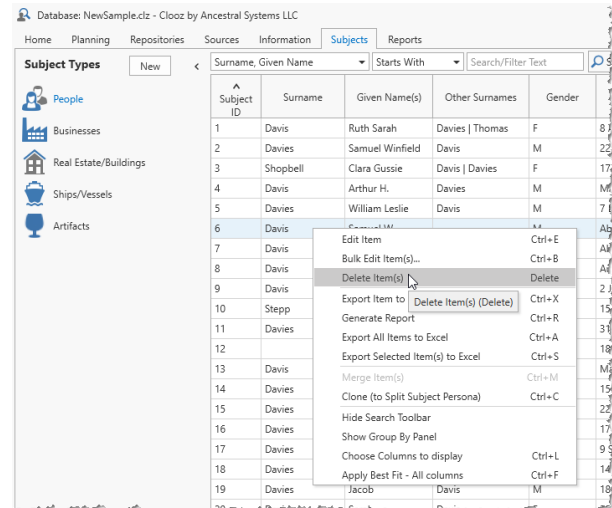 Database: NewSample.clz - Clooz by Ancestral Systems LLC
Home Planning Repositories Sources Information Subjects Reports
Subject Types New Surname, Given Name Starts With Search/Filter Text
Subject ID Surname Given Name(s) Other Surnames Gender
People
Businesses
Real Estate/Buildings
Ships/Vessels
Artifacts
1 Davis Ruth Sarah Davies | Thomas F
2 Davies Samuel Winfield Davis M
3 Shopbell Clara Gussie Davis | Davies F
4 Davis Arthur H. Davies M
5 Davies William Leslie Davis M
6 Davis Samuel W. M
7 Davis
8 Davis
9 Davis
10 Stepp
11 Davies
12
13 Davis
14 Davies
15 Davies
16 Davies
17 Davies
18 Davies
19 Davies Jacob Davis M
Edit Item Ctrl+E
Bulk Edit Item(s)... Ctrl+B
Delete Item(s) Delete
Export Item to Ctrl+X
Delete Item(s) (Delete)
Generate Report Ctrl+R
Export All Items to Excel Ctrl+A
Export Selected Item(s) to Excel Ctrl+S
Merge Item(s) Ctrl+M
Clone (to Split Subject Persona) Ctrl+C
Hide Search Toolbar
Show Group By Panel
Choose Columns to display Ctrl+L
Apply Best Fit - All columns Ctrl+F